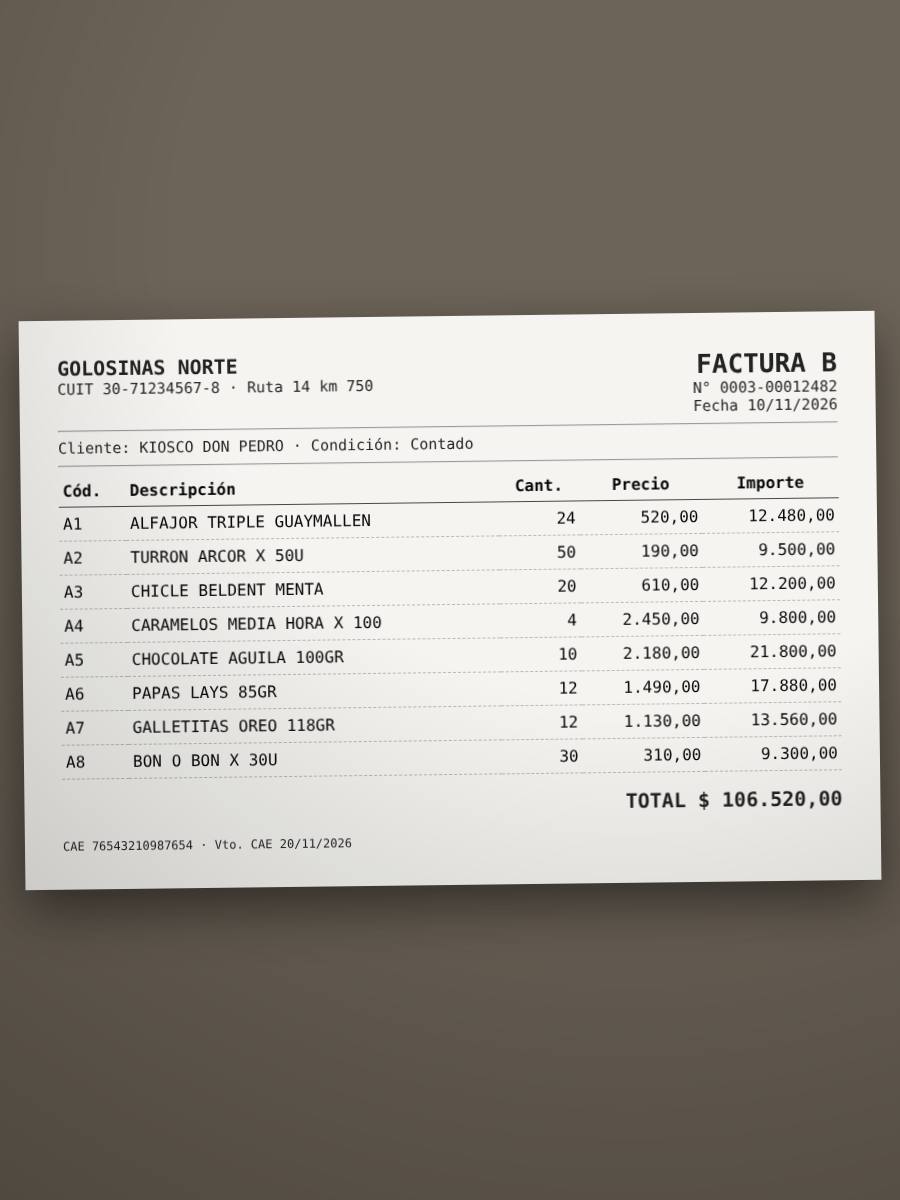 GOLOSINAS NORTE
CUIT 30-71234567-8 · Ruta 14 km 750
FACTURA B
N° 0003-00012482
Fecha 10/11/2026
Cliente: KIOSCO DON PEDRO · Condición: Contado
Cód. Descripción Cant. Precio Importe
A1 ALFAJOR TRIPLE GUAYMALLEN 24 520,00 12.480,00
A2 TURRON ARCOR X 50U 50 190,00 9.500,00
A3 CHICLE BELDENT MENTA 20 610,00 12.200,00
A4 CARAMELOS MEDIA HORA X 100 4 2.450,00 9.800,00
A5 CHOCOLATE AGUILA 100GR 10 2.180,00 21.800,00
A6 PAPAS LAYS 85GR 12 1.490,00 17.880,00
A7 GALLETITAS OREO 118GR 12 1.130,00 13.560,00
A8 BON O BON X 30U 30 310,00 9.300,00
TOTAL $ 106.520,00
CAE 76543210987654 · Vto. CAE 20/11/2026